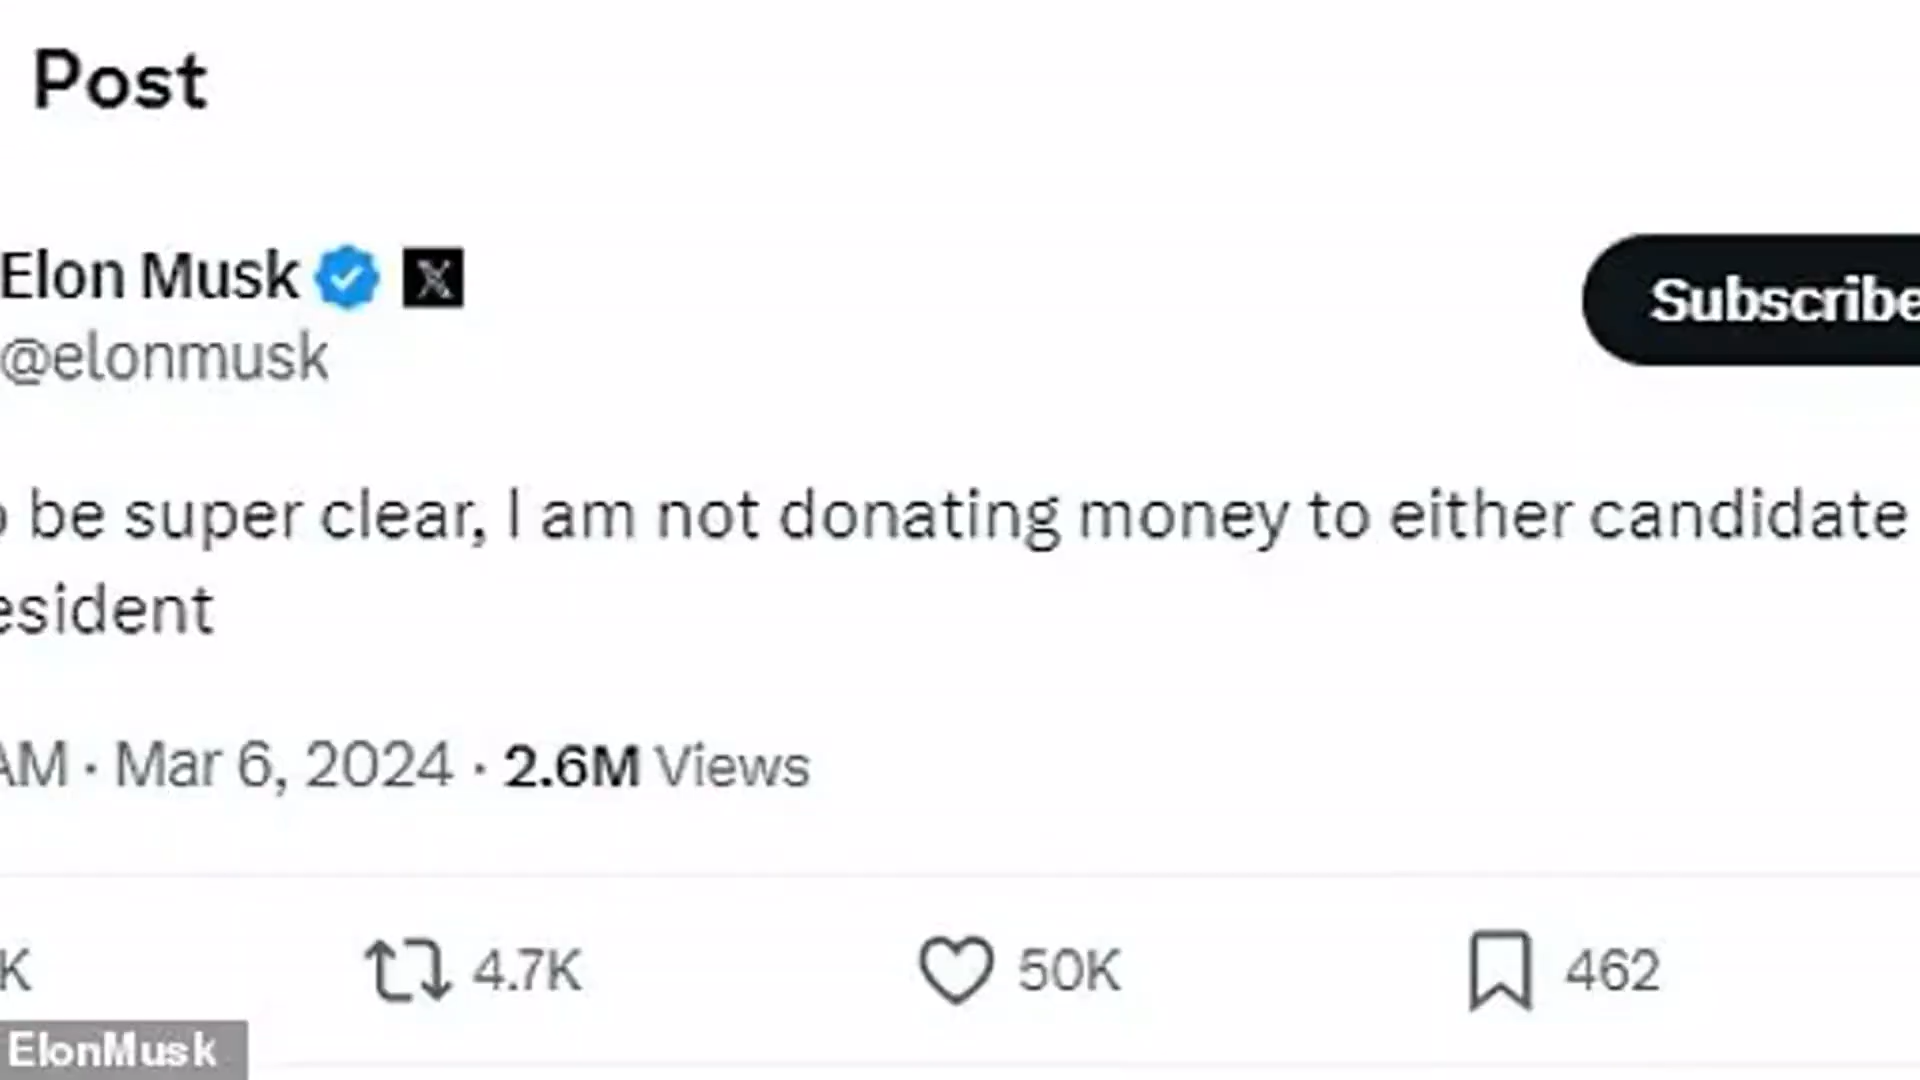 Post
Elon Musk
@elonmusk
Subscribe
be super clear, I am not donating money to either candidate
esident
AM · Mar 6, 2024 · 2.6M Views
K 4.7K 50K 462
ElonMusk